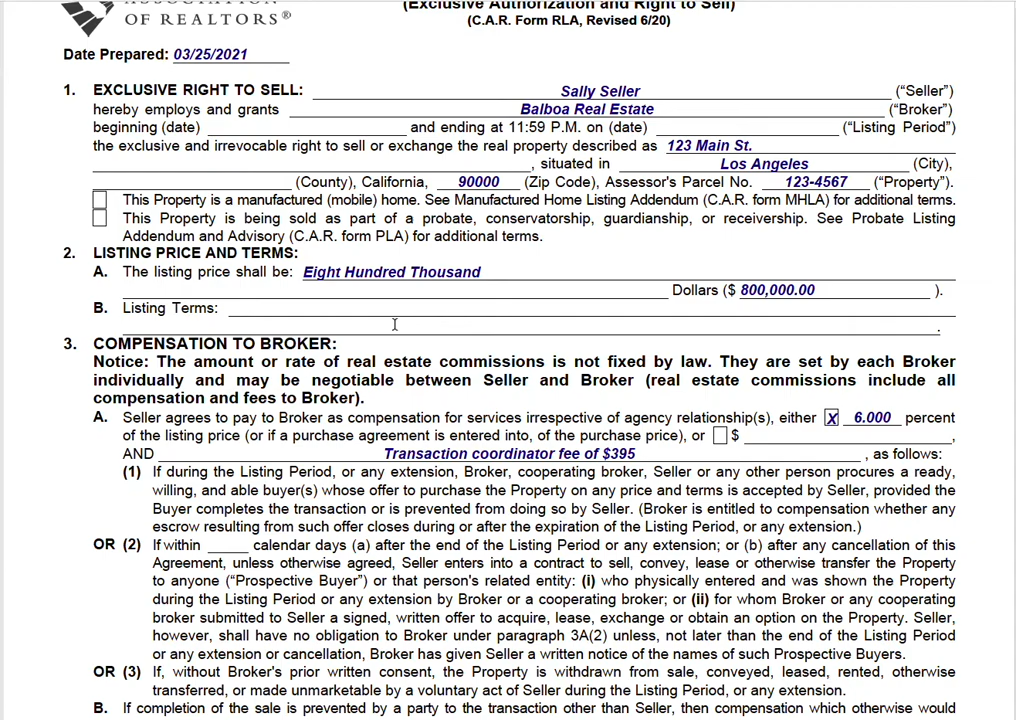 OF REALTORS®
(Exclusive Authorization and Right to Sell)
(C.A.R. Form RLA, Revised 6/20)
Date Prepared: 03/25/2021
1. EXCLUSIVE RIGHT TO SELL: Sally Seller (“Seller”)
hereby employs and grants Balboa Real Estate (“Broker”)
beginning (date) and ending at 11:59 P.M. on (date) (“Listing Period”)
the exclusive and irrevocable right to sell or exchange the real property described as 123 Main St.
, situated in Los Angeles (City),
(County), California, 90000 (Zip Code), Assessor's Parcel No. 123-4567 (“Property”).
This Property is a manufactured (mobile) home. See Manufactured Home Listing Addendum (C.A.R. form MHLA) for additional terms.
This Property is being sold as part of a probate, conservatorship, guardianship, or receivership. See Probate Listing
Addendum and Advisory (C.A.R. form PLA) for additional terms.
2. LISTING PRICE AND TERMS:
A. The listing price shall be: Eight Hundred Thousand
Dollars ($ 800,000.00 ).
B. Listing Terms:
.
3. COMPENSATION TO BROKER:
Notice: The amount or rate of real estate commissions is not fixed by law. They are set by each Broker
individually and may be negotiable between Seller and Broker (real estate commissions include all
compensation and fees to Broker).
A. Seller agrees to pay to Broker as compensation for services irrespective of agency relationship(s), either X 6.000 percent
of the listing price (or if a purchase agreement is entered into, of the purchase price), or $ ,
AND Transaction coordinator fee of $395 , as follows:
(1) If during the Listing Period, or any extension, Broker, cooperating broker, Seller or any other person procures a ready,
willing, and able buyer(s) whose offer to purchase the Property on any price and terms is accepted by Seller, provided the
Buyer completes the transaction or is prevented from doing so by Seller. (Broker is entitled to compensation whether any
escrow resulting from such offer closes during or after the expiration of the Listing Period, or any extension.)
OR (2) If within calendar days (a) after the end of the Listing Period or any extension; or (b) after any cancellation of this
Agreement, unless otherwise agreed, Seller enters into a contract to sell, convey, lease or otherwise transfer the Property
to anyone (“Prospective Buyer”) or that person's related entity: (i) who physically entered and was shown the Property
during the Listing Period or any extension by Broker or a cooperating broker; or (ii) for whom Broker or any cooperating
broker submitted to Seller a signed, written offer to acquire, lease, exchange or obtain an option on the Property. Seller,
however, shall have no obligation to Broker under paragraph 3A(2) unless, not later than the end of the Listing Period
or any extension or cancellation, Broker has given Seller a written notice of the names of such Prospective Buyers.
OR (3) If, without Broker's prior written consent, the Property is withdrawn from sale, conveyed, leased, rented, otherwise
transferred, or made unmarketable by a voluntary act of Seller during the Listing Period, or any extension.
B. If completion of the sale is prevented by a party to the transaction other than Seller, then compensation which otherwise would